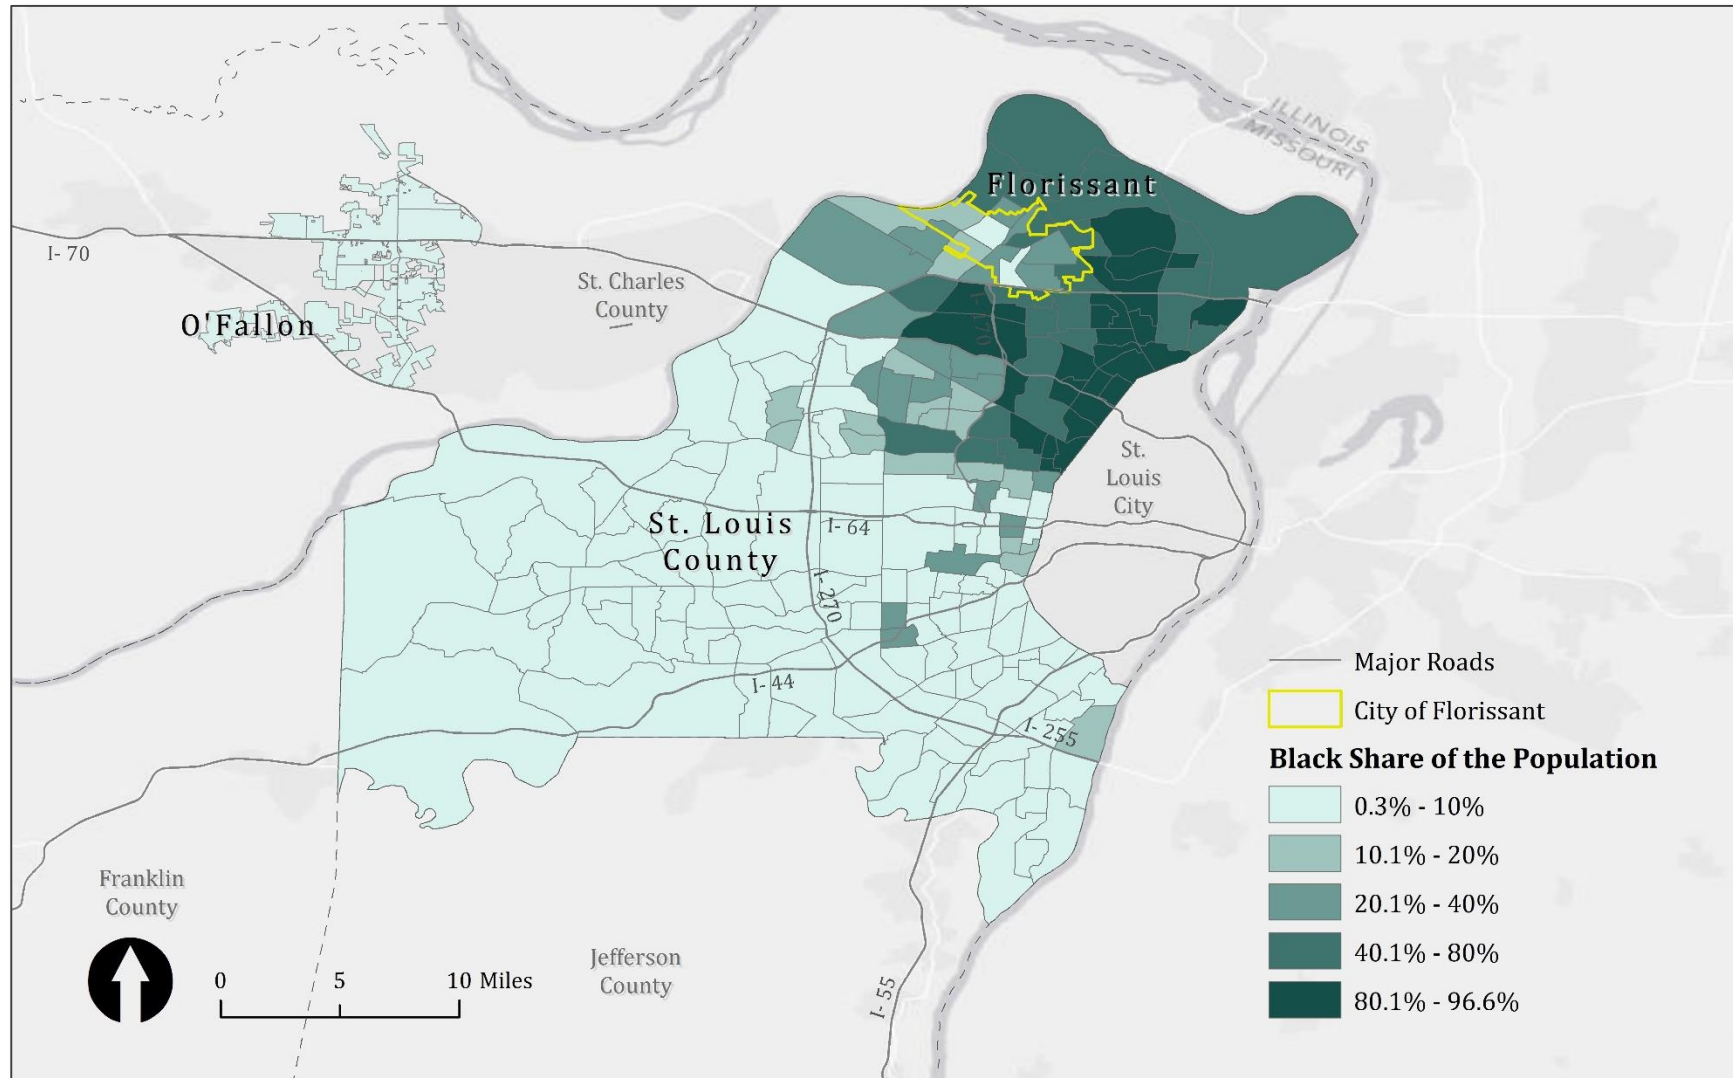 ILLINOIS
MISSOURI
Florissant
I- 70
St. Charles
County
O'Fallon
I- 170
St.
Louis
City
St. Louis
County
I- 64
I- 270
I- 44
I- 255
I- 55
Franklin
County
Jefferson
County
0 5 10 Miles
Major Roads
City of Florissant
Black Share of the Population
0.3% - 10%
10.1% - 20%
20.1% - 40%
40.1% - 80%
80.1% - 96.6%